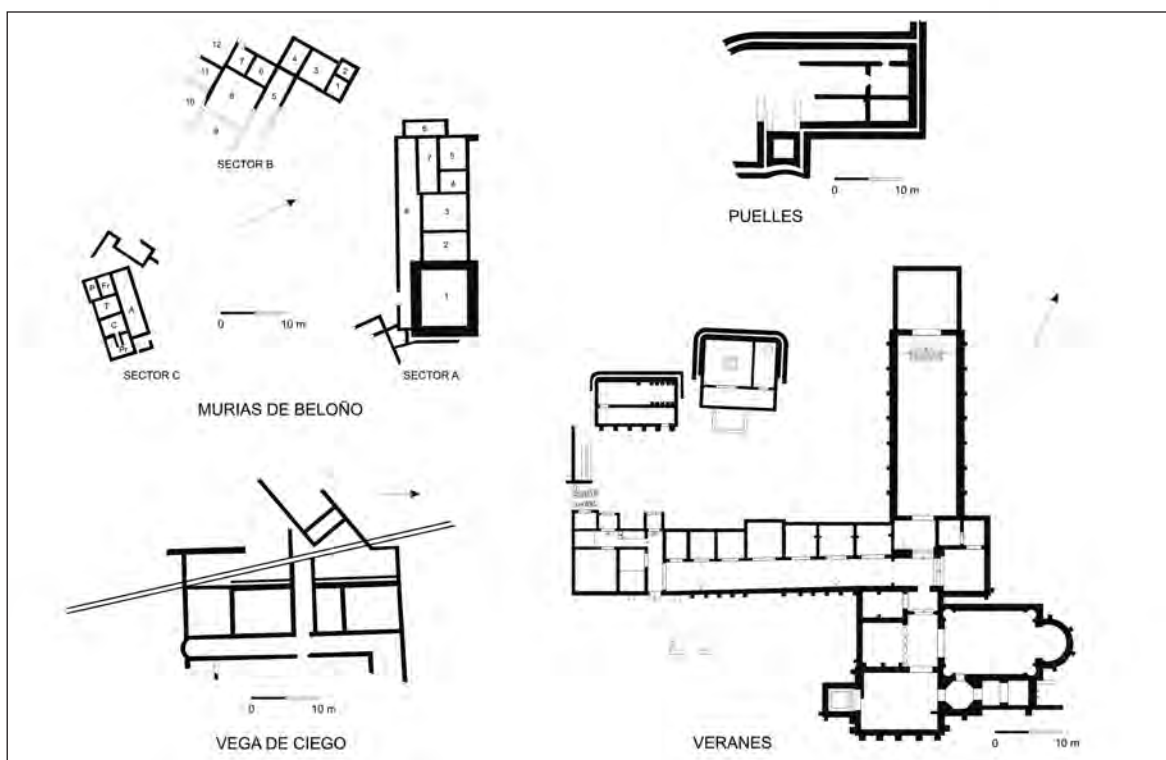 12
11
10
7
6
8
9
5
4
3
2
1
SECTOR B
6
7
5
4
8
3
2
1
SECTOR A
P
Fr
T
A
C
Pr
SECTOR C
0 10 m
MURIAS DE BELOÑO
0 10 m
PUELLES
0 10 m
VEGA DE CIEGO
0 10 m
VERANES